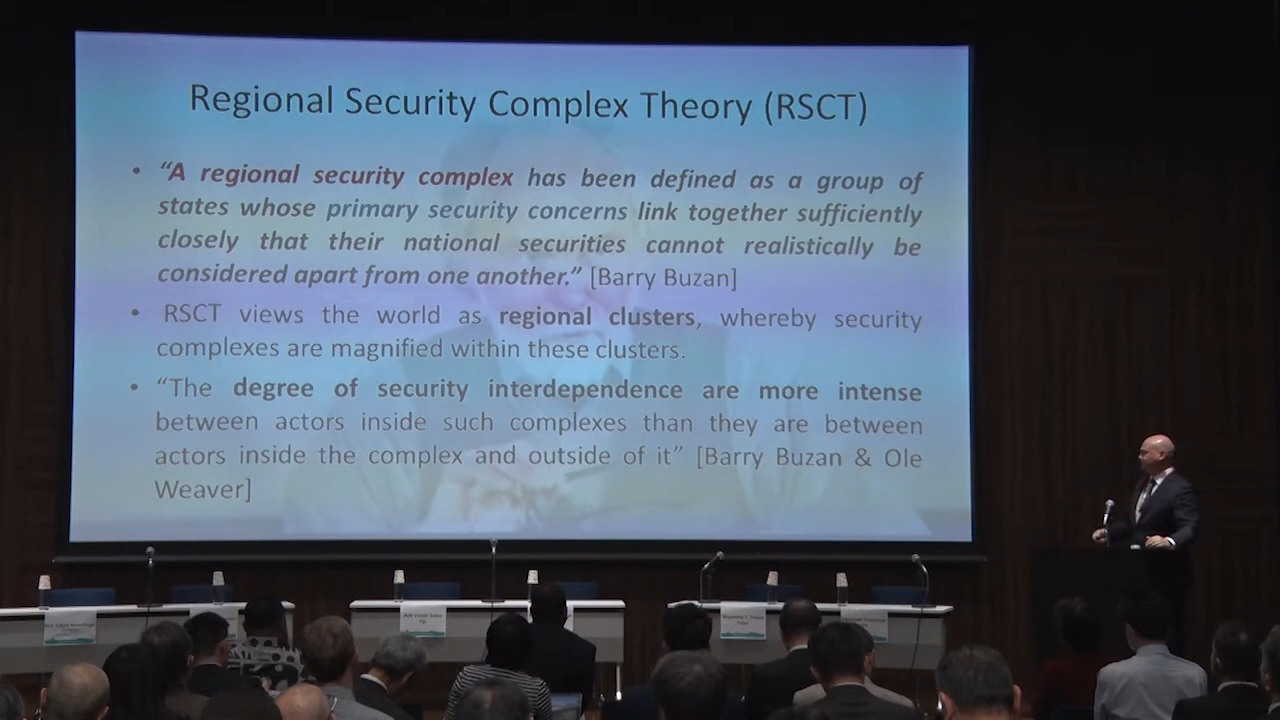 Regional Security Complex Theory (RSCT)
• “A regional security complex has been defined as a group of
states whose primary security concerns link together sufficiently
closely that their national securities cannot realistically be
considered apart from one another.” [Barry Buzan]
• RSCT views the world as regional clusters, whereby security
complexes are magnified within these clusters.
• “The degree of security interdependence are more intense
between actors inside such complexes than they are between
actors inside the complex and outside of it” [Barry Buzan & Ole
Weaver]